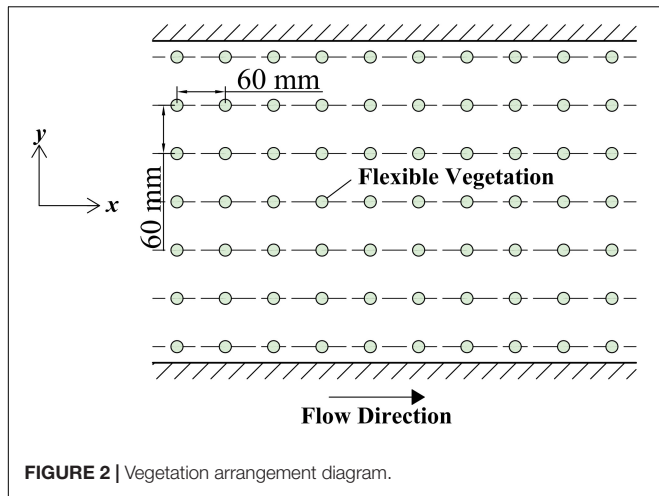 60 mm
y
x
Flexible Vegetation
60 mm
Flow Direction
FIGURE 2 | Vegetation arrangement diagram.